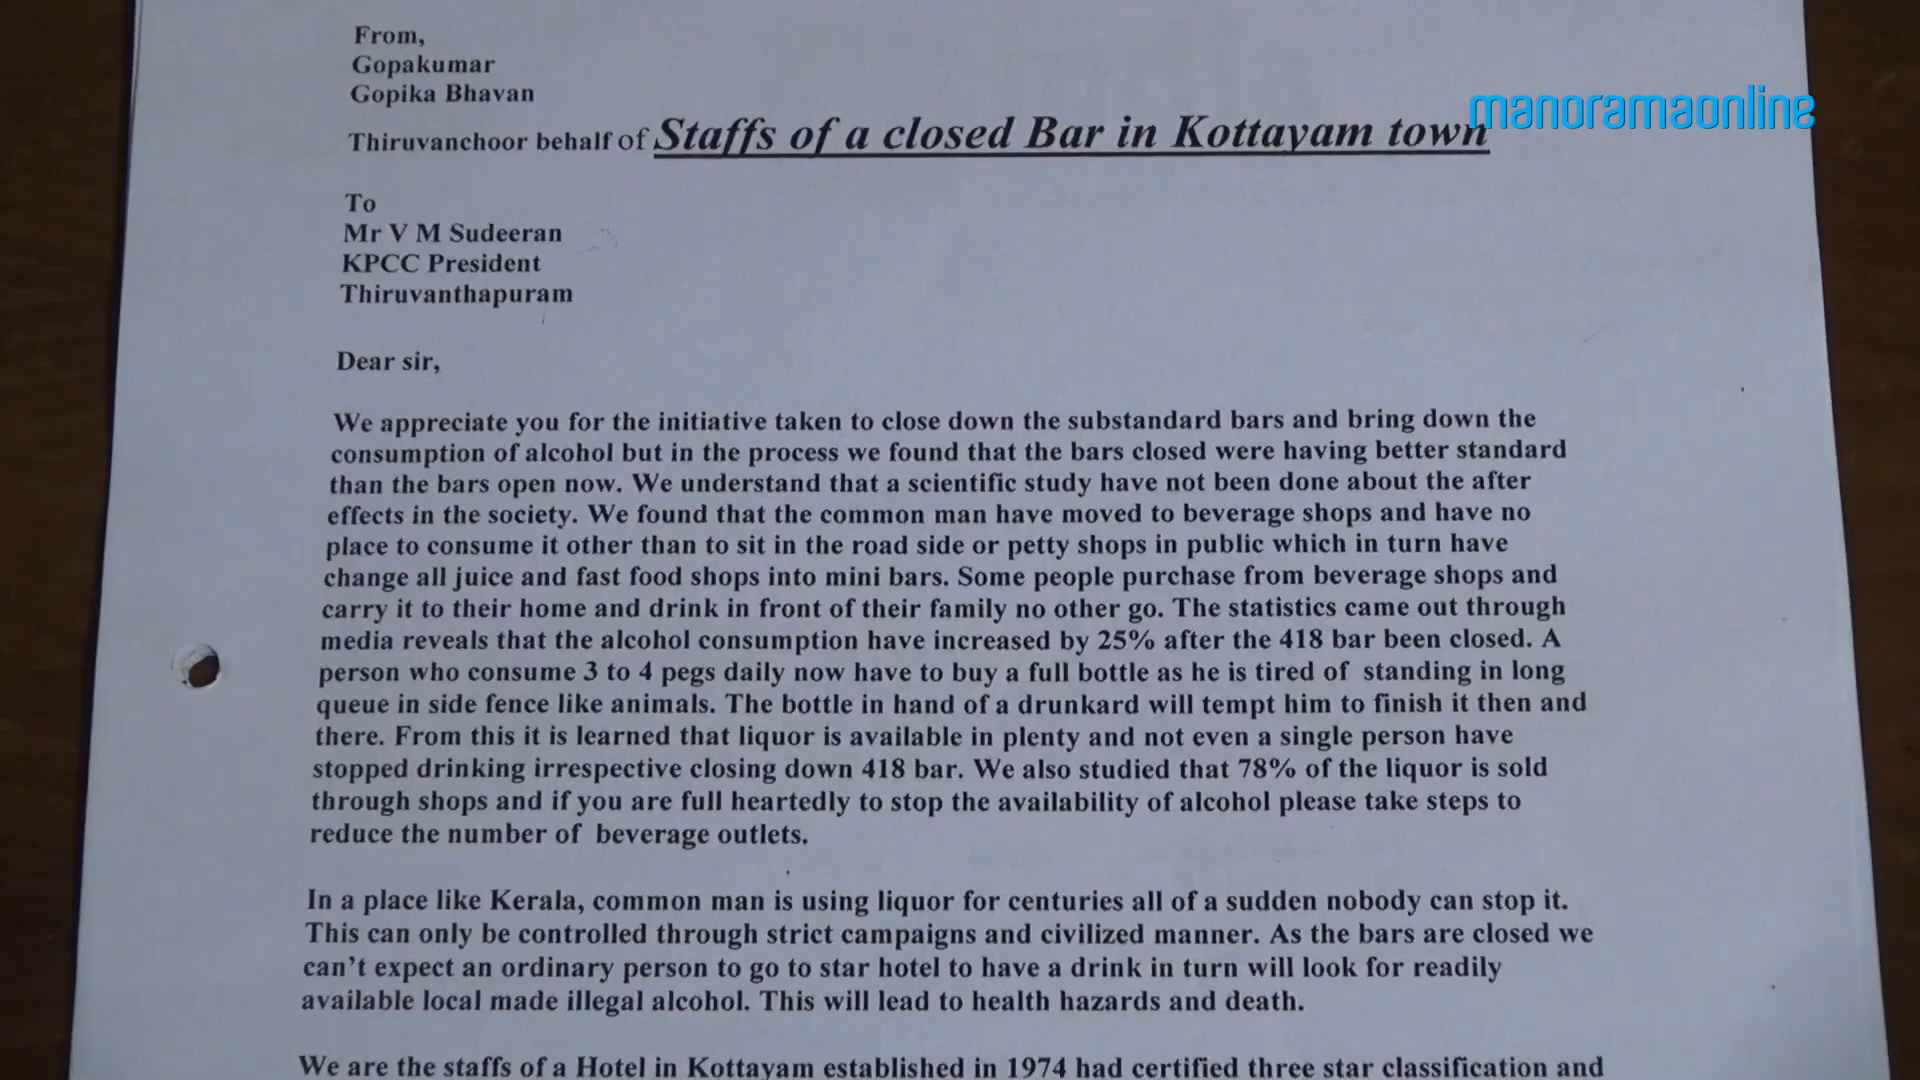 From,
Gopakumar
Gopika Bhavan
manoramaonline
Thiruvanchoor behalf of Staffs of a closed Bar in Kottayam town
To
Mr V M Sudeeran
KPCC President
Thiruvanthapuram
Dear sir,
We appreciate you for the initiative taken to close down the substandard bars and bring down the
consumption of alcohol but in the process we found that the bars closed were having better standard
than the bars open now. We understand that a scientific study have not been done about the after
effects in the society. We found that the common man have moved to beverage shops and have no
place to consume it other than to sit in the road side or petty shops in public which in turn have
change all juice and fast food shops into mini bars. Some people purchase from beverage shops and
carry it to their home and drink in front of their family no other go. The statistics came out through
media reveals that the alcohol consumption have increased by 25% after the 418 bar been closed. A
person who consume 3 to 4 pegs daily now have to buy a full bottle as he is tired of standing in long
queue in side fence like animals. The bottle in hand of a drunkard will tempt him to finish it then and
there. From this it is learned that liquor is available in plenty and not even a single person have
stopped drinking irrespective closing down 418 bar. We also studied that 78% of the liquor is sold
through shops and if you are full heartedly to stop the availability of alcohol please take steps to
reduce the number of beverage outlets.
In a place like Kerala, common man is using liquor for centuries all of a sudden nobody can stop it.
This can only be controlled through strict campaigns and civilized manner. As the bars are closed we
can't expect an ordinary person to go to star hotel to have a drink in turn will look for readily
available local made illegal alcohol. This will lead to health hazards and death.
We are the staffs of a Hotel in Kottayam established in 1974 had certified three star classification and